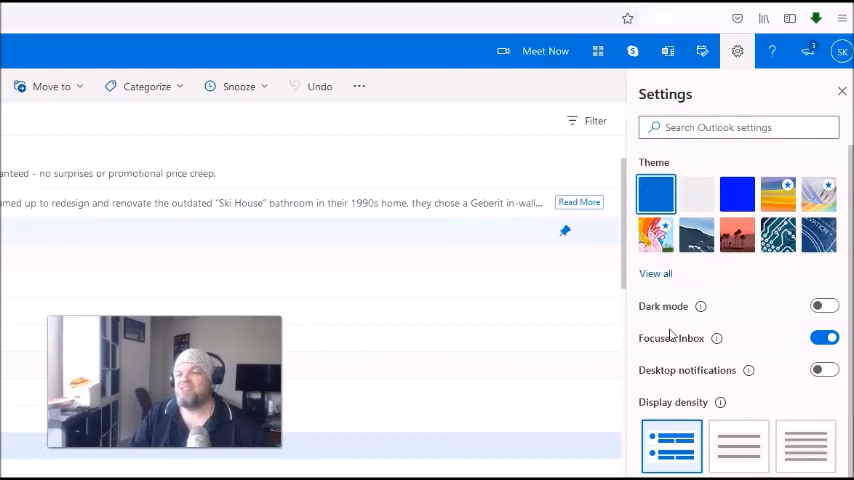 Meet Now
3
SK
Move to
Categorize
Snooze
Undo
Filter
anteed - no surprises or promotional price creep.
amed up to redesign and renovate the outdated "Ski House" bathroom in their 1990s home, they chose a Geberit in-wall...
Read More
Settings
Search Outlook settings
Theme
View all
Dark mode
Focused Inbox
Desktop notifications
Display density